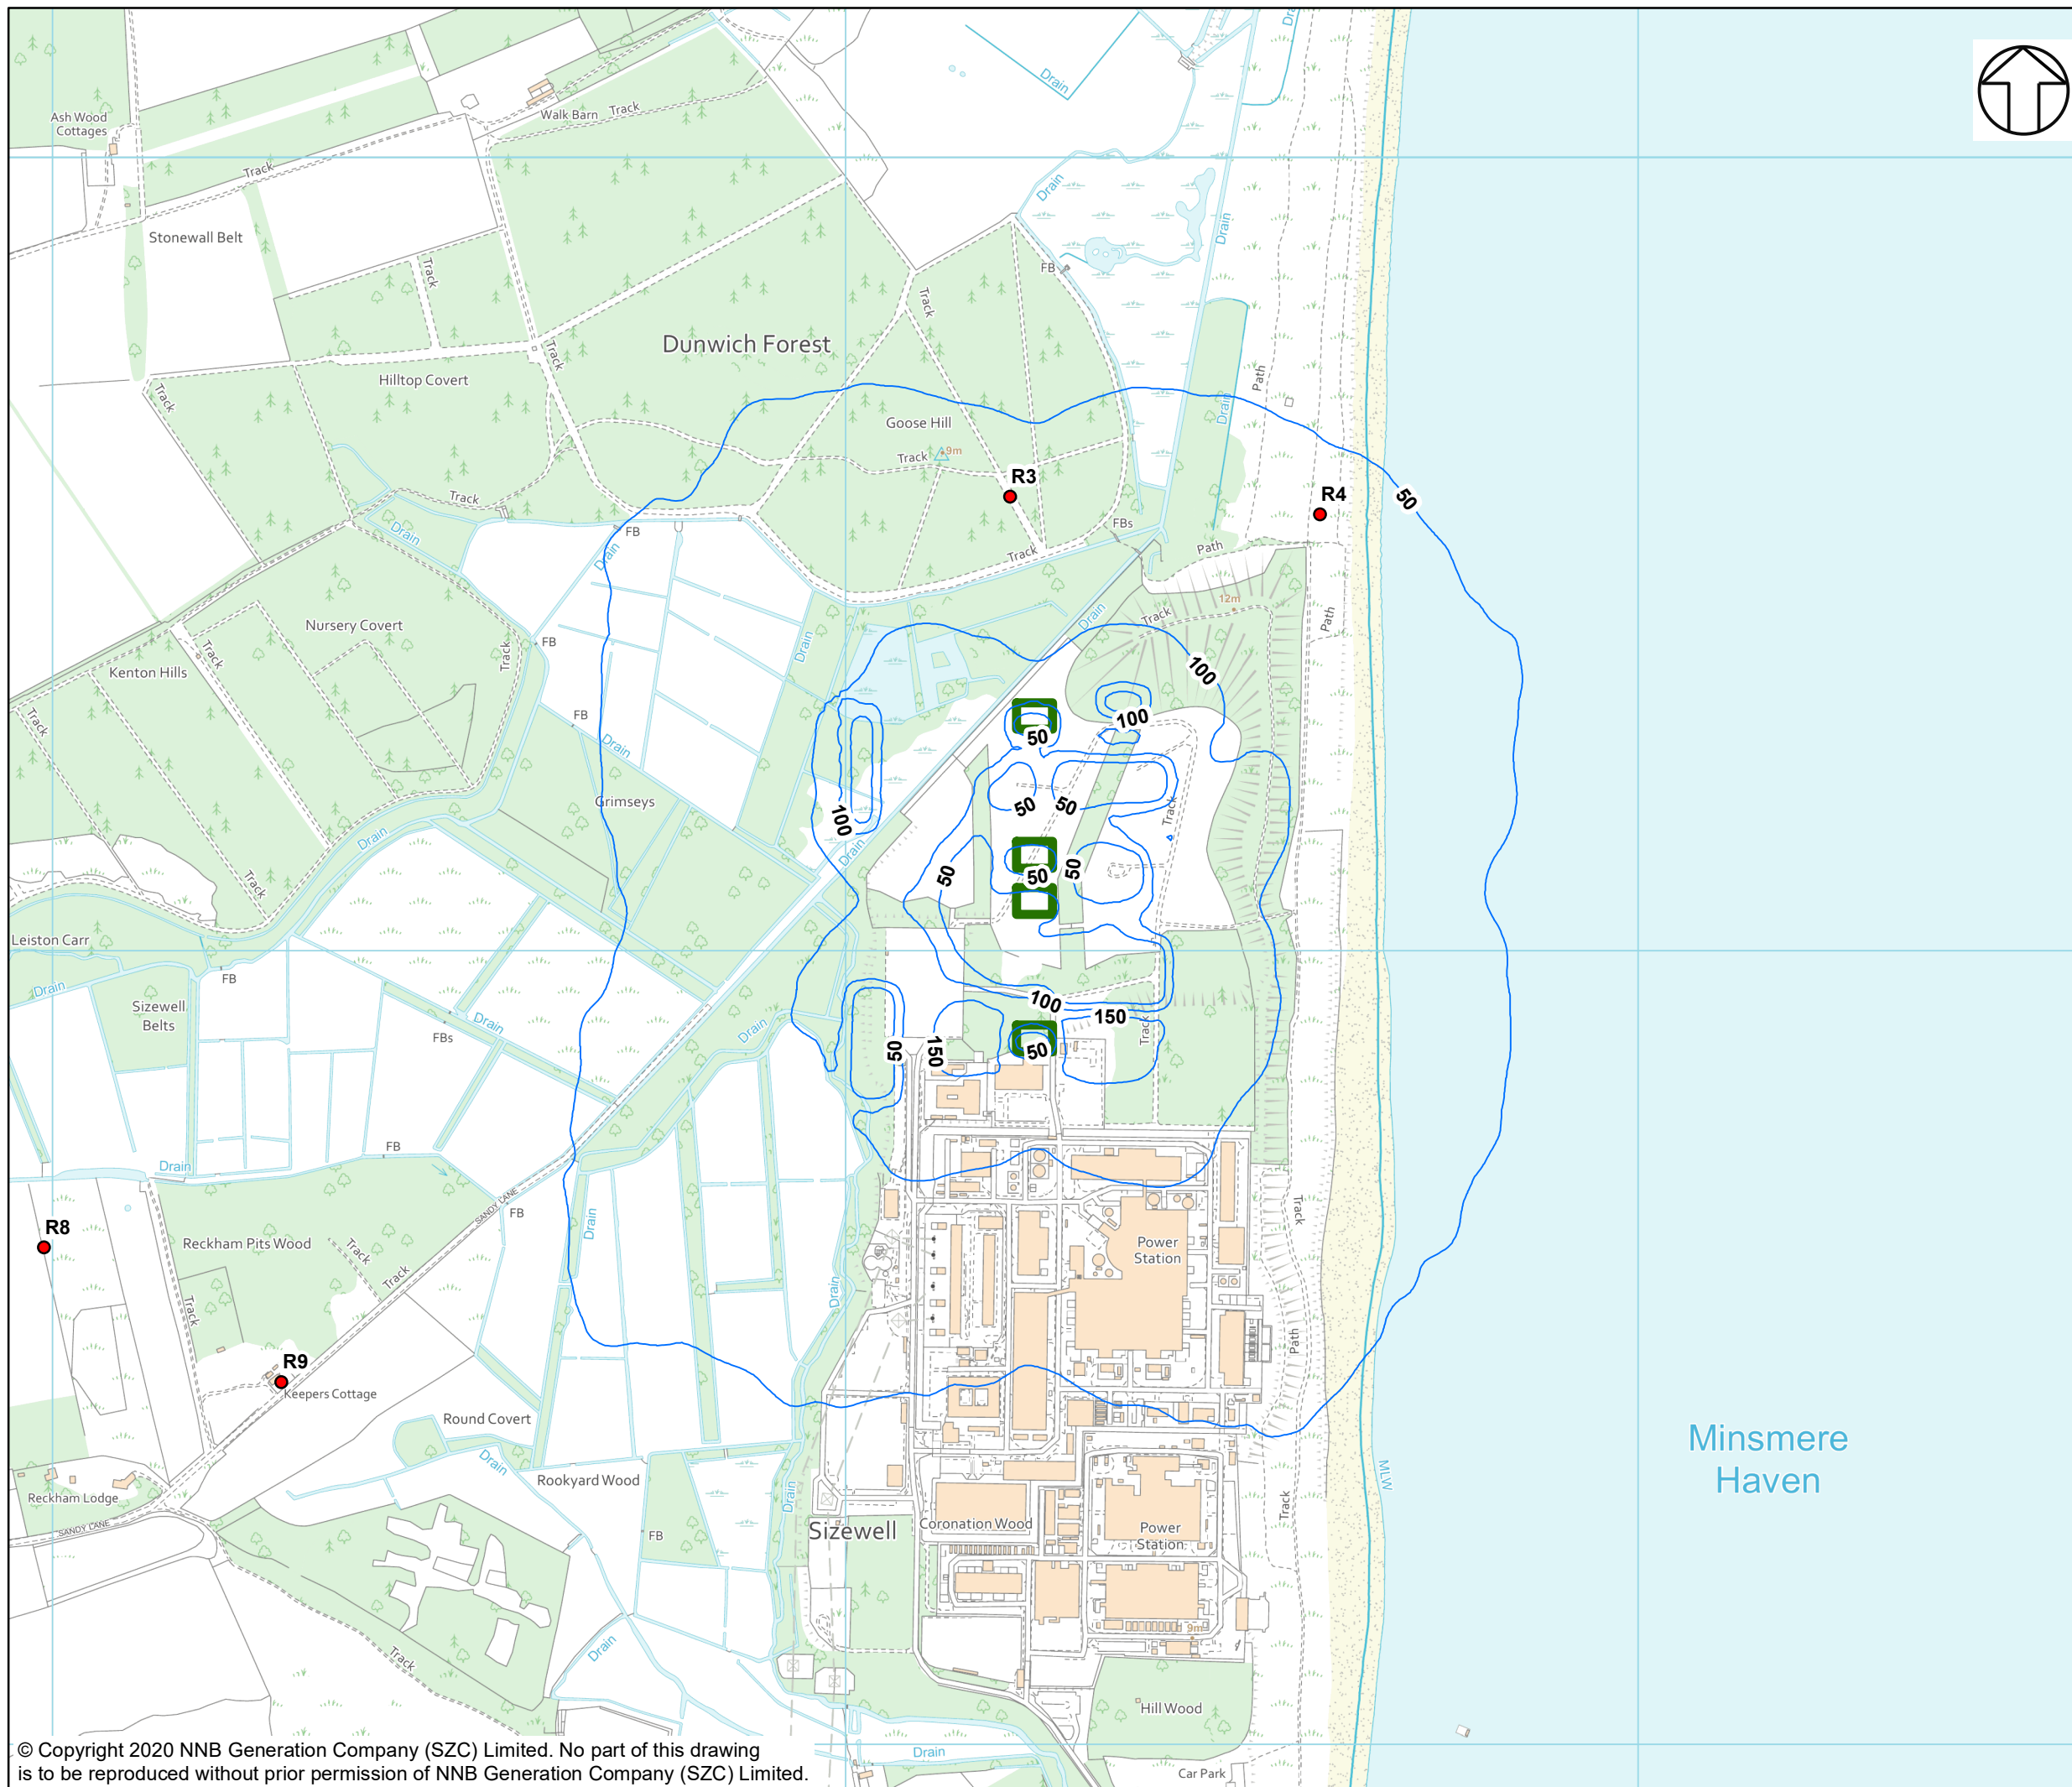 Drain
Drain
Ash Wood
Cottages
Walk Barn
Track
Track
Drain
Drain
Stonewall Belt
Track
FB
Track
Dunwich Forest
Track
Hilltop Covert
Path
Track
Drain
Goose Hill
Track
9m
R3
R4
50
Track
Drain
FB
FBs
Path
Track
Drain
12m
Track
Drain
Path
Nursery Covert
FB
Drain
Track
Track
Kenton Hills
100
Track
FB
100
Drain
50
Grimseys
50
50
Track
100
Drain
Drain
50
50
50
Track
Leiston Carr
FB
Drain
Sizewell
Belts
100
Drain
FBs
Drain
150
Track
50
150
50
FB
Drain
SANDY LANE
FB
Drain
Track
R8
Reckham Pits Wood
Track
Track
Power
Station
Drain
Track
Path
R9
Keepers Cottage
Round Covert
Minsmere
Haven
Drain
Rookyard Wood
MLW
Reckham Lodge
Drain
Track
SANDY LANE
FB
Sizewell
Coronation Wood
Power
Station
9m
Drain
Track
Hill Wood
Drain
Car Park
© Copyright 2020 NNB Generation Company (SZC) Limited. No part of this drawing
is to be reproduced without prior permission of NNB Generation Company (SZC) Limited.